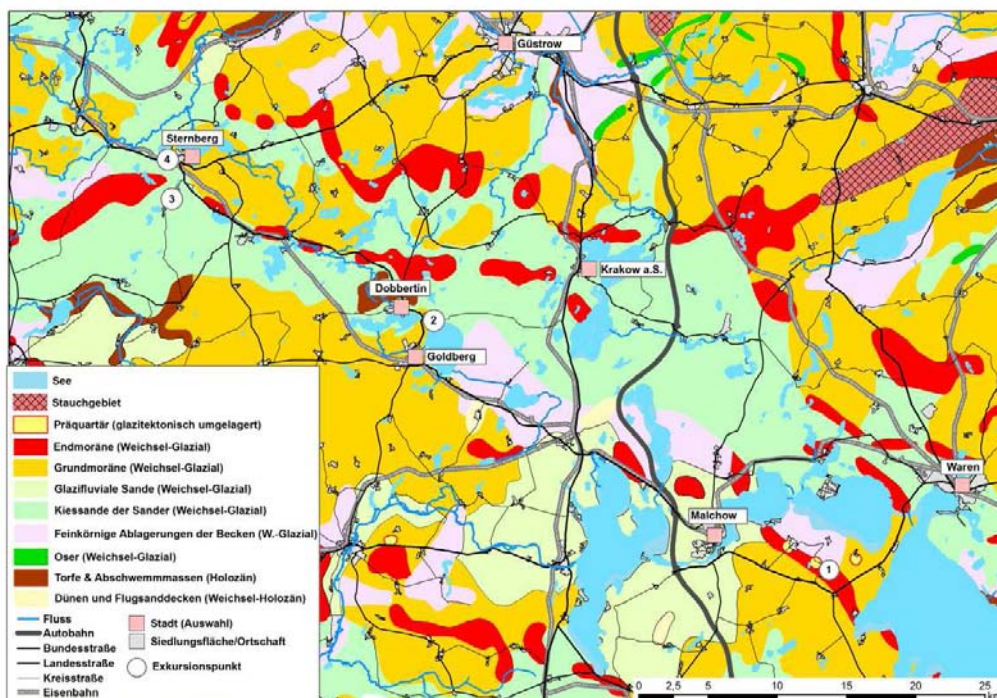 Güstrow
Sternberg
4
3
Krakow a.S.
Dobbertin
2
Goldberg
Waren
Malchow
1
See
Stauchgebiet
Präquartär (glazitektonisch umgelagert)
Endmoräne (Weichsel-Glazial)
Grundmoräne (Weichsel-Glazial)
Glazifluviale Sande (Weichsel-Glazial)
Kiessande der Sander (Weichsel-Glazial)
Feinkörnige Ablagerungen der Becken (W.-Glazial)
Oser (Weichsel-Glazial)
Torfe & Abschwemmmassen (Holozän)
Dünen und Flugsanddecken (Weichsel-Holozän)
Fluss
Autobahn
Bundesstraße
Landesstraße
Kreisstraße
Eisenbahn
Stadt (Auswahl)
Siedlungsfläche/Ortschaft
Exkursionspunkt
0 2,5 5 10 15 20 25